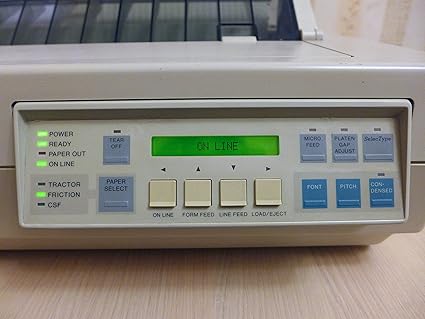 POWER
READY
PAPER OUT
ON LINE
TRACTOR
FRICTION
CSF
TEAR
OFF
PAPER
SELECT
ON LINE
ON LINE
FORM FEED
LINE FEED
LOAD/EJECT
MICRO
FEED
PLATEN
GAP
ADJUST
SelecType
FONT
PITCH
CON-
DENSED